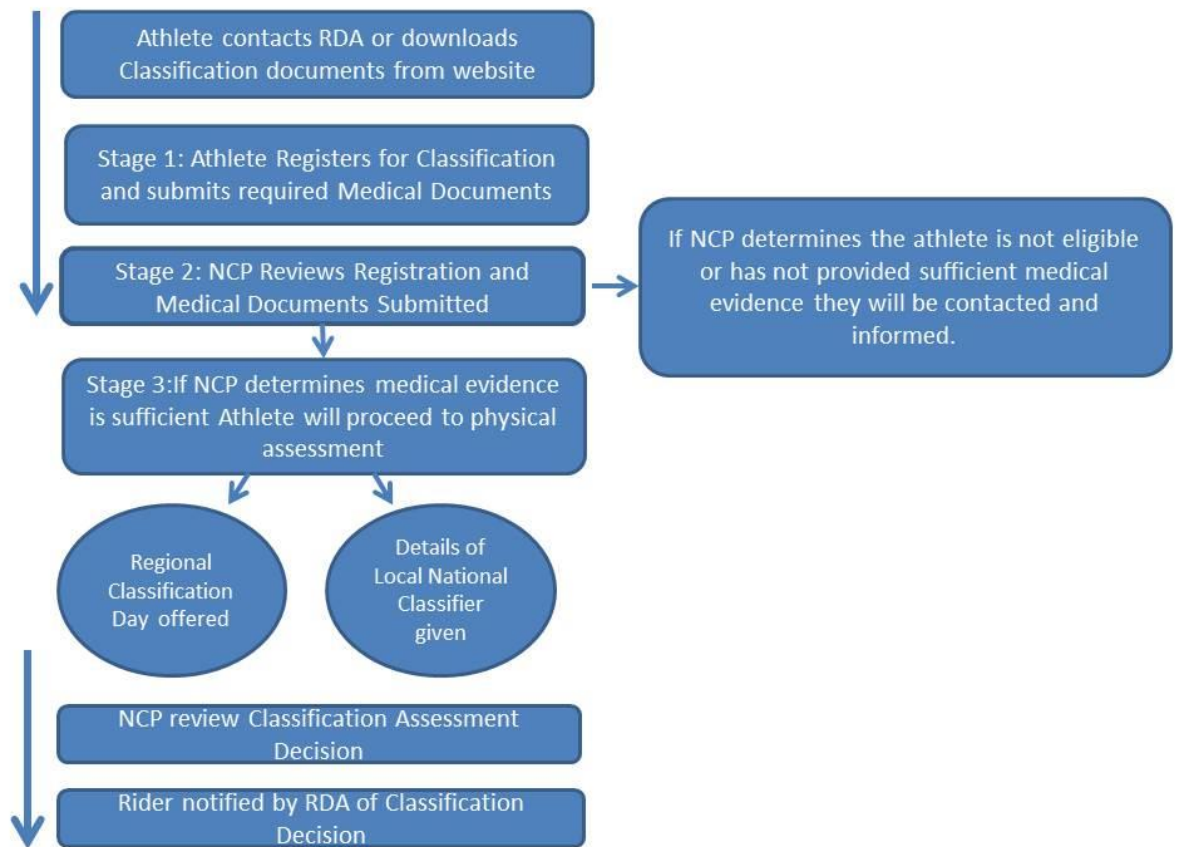 Athlete contacts RDA or downloads
Classification documents from website
Stage 1: Athlete Registers for Classification
and submits required Medical Documents
Stage 2: NCP Reviews Registration and
Medical Documents Submitted
If NCP determines the athlete is not eligible
or has not provided sufficient medical
evidence they will be contacted and
informed.
Stage 3:If NCP determines medical evidence
is sufficient Athlete will proceed to physical
assessment
Regional
Classification
Day offered
Details of
Local National
Classifier
given
NCP review Classification Assessment
Decision
Rider notified by RDA of Classification
Decision